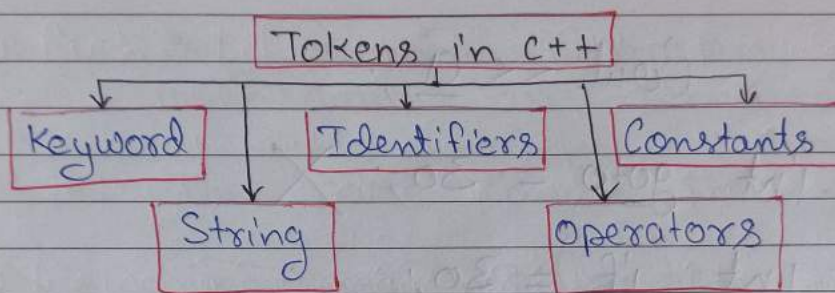 Tokens in c++
Keyword Identifiers Constants
String Operators